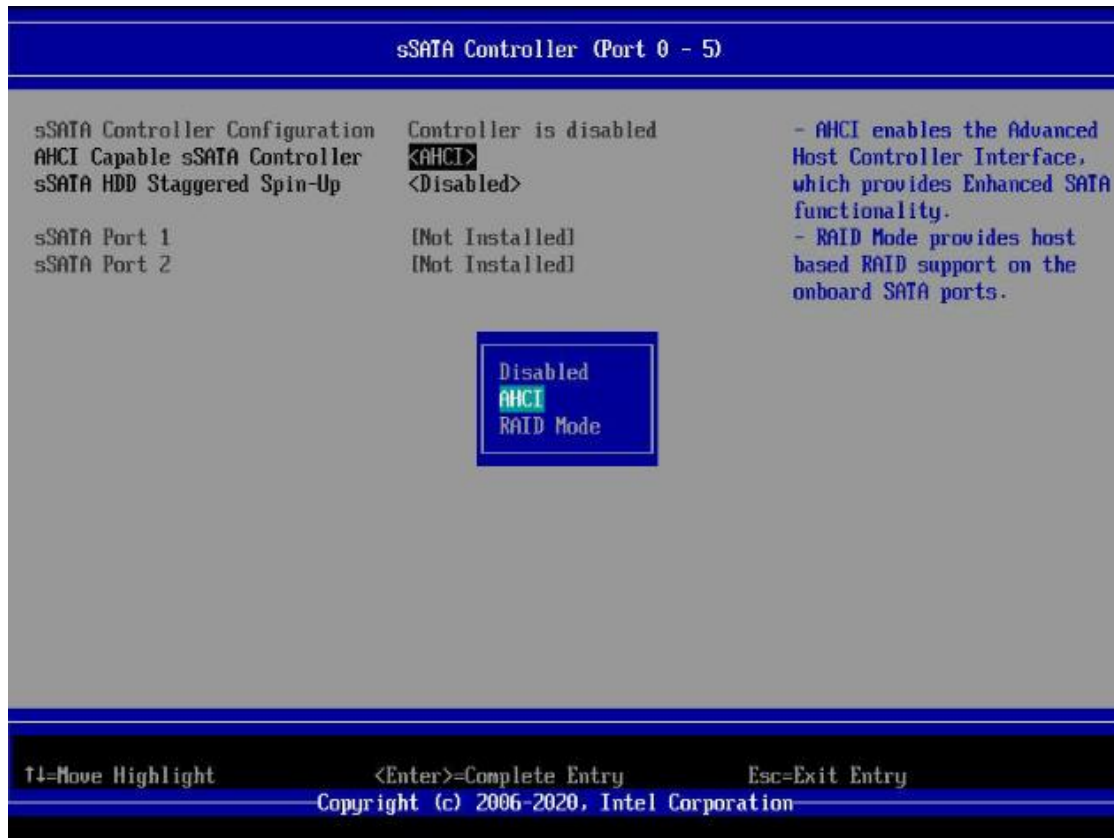 sSATA Controller (Port 0 - 5)
sSATA Controller Configuration Controller is disabled
AHCI Capable sSATA Controller <AHCI>
sSATA HDD Staggered Spin-Up <Disabled>
sSATA Port 1 [Not Installed]
sSATA Port 2 [Not Installed]
- AHCI enables the Advanced
Host Controller Interface,
which provides Enhanced SATA
functionality.
- RAID Mode provides host
based RAID support on the
onboard SATA ports.
Disabled
AHCI
RAID Mode
↑↓=Move Highlight <Enter>=Complete Entry Esc=Exit Entry
Copyright (c) 2006-2020, Intel Corporation